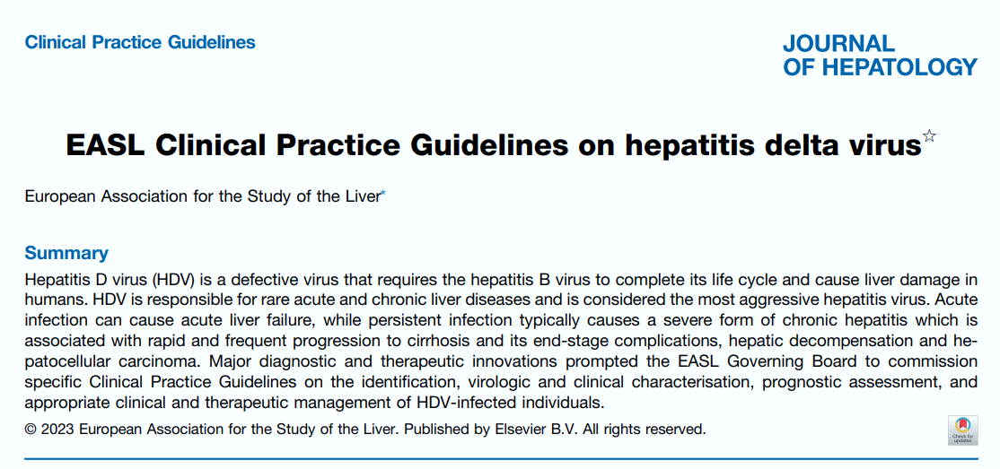 Clinical Practice Guidelines
JOURNAL
OF HEPATOLOGY
EASL Clinical Practice Guidelines on hepatitis delta virus☆
European Association for the Study of the Liver*
Summary
Hepatitis D virus (HDV) is a defective virus that requires the hepatitis B virus to complete its life cycle and cause liver damage in
humans. HDV is responsible for rare acute and chronic liver diseases and is considered the most aggressive hepatitis virus. Acute
infection can cause acute liver failure, while persistent infection typically causes a severe form of chronic hepatitis which is
associated with rapid and frequent progression to cirrhosis and its end-stage complications, hepatic decompensation and he-
patocellular carcinoma. Major diagnostic and therapeutic innovations prompted the EASL Governing Board to commission
specific Clinical Practice Guidelines on the identification, virologic and clinical characterisation, prognostic assessment, and
appropriate clinical and therapeutic management of HDV-infected individuals.
© 2023 European Association for the Study of the Liver. Published by Elsevier B.V. All rights reserved.
Check for
updates